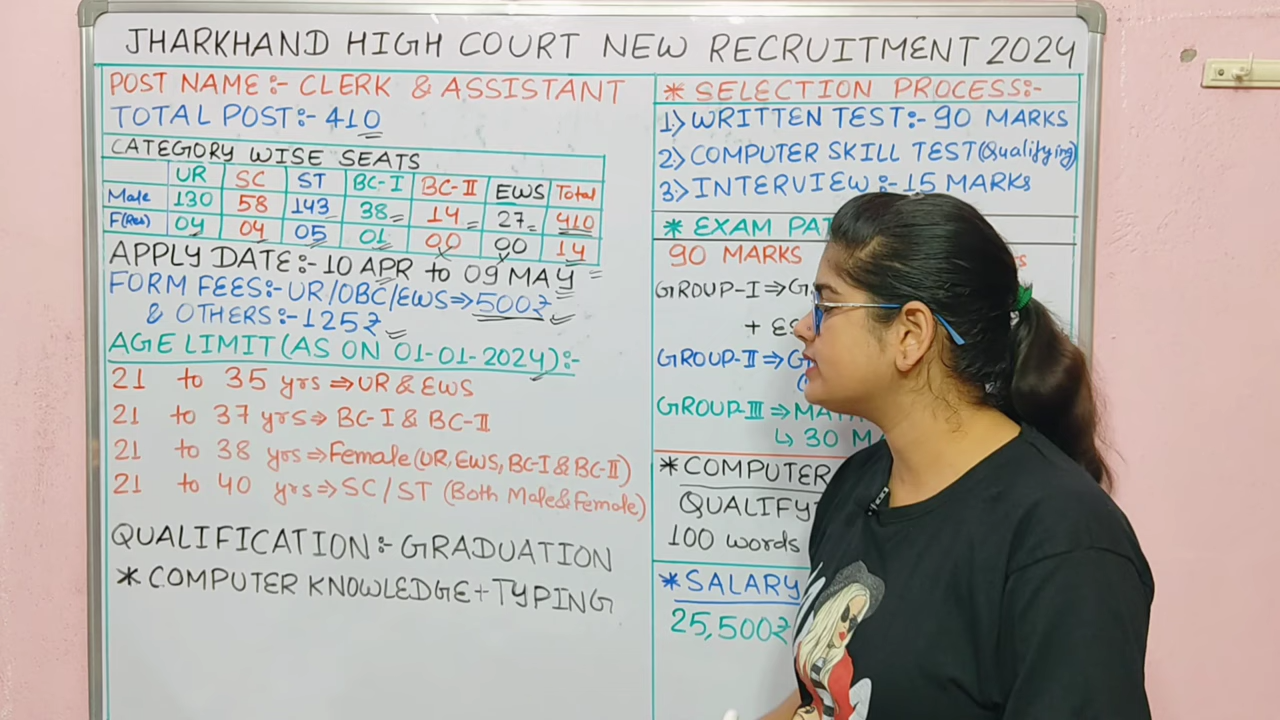 JHARKHAND HIGH COURT NEW RECRUITMENT 2024
POST NAME:- CLERK & ASSISTANT
TOTAL POST:- 410
CATEGORY WISE SEATS
UR SC ST BC-I BC-II EWS Total
Male 130 58 143 38 14 27 410
F(Res) 04 04 05 01 00 00 14
APPLY DATE:- 10 APR to 09 MAY
FORM FEES:- UR/OBC/EWS⇒500₹
& OTHERS:- 125₹
AGE LIMIT (AS ON 01-01-2024):-
21 to 35 yrs ⇒ UR & EWS
21 to 37 yrs ⇒ BC-I & BC-II
21 to 38 yrs ⇒ Female (UR, EWS, BC-I & BC-II)
21 to 40 yrs ⇒ SC/ST (Both Male & Female)
QUALIFICATION:- GRADUATION
* COMPUTER KNOWLEDGE + TYPING
* SELECTION PROCESS:-
1> WRITTEN TEST:- 90 MARKS
2> COMPUTER SKILL TEST (Qualifying)
3> INTERVIEW:- 15 MARKS
* EXAM
90 MARKS
GROUP-I ⇒
+
GROUP-II ⇒
GROUP-III ⇒
↳ 30
* COMPUTER
100 words
* SALARY
25,500₹